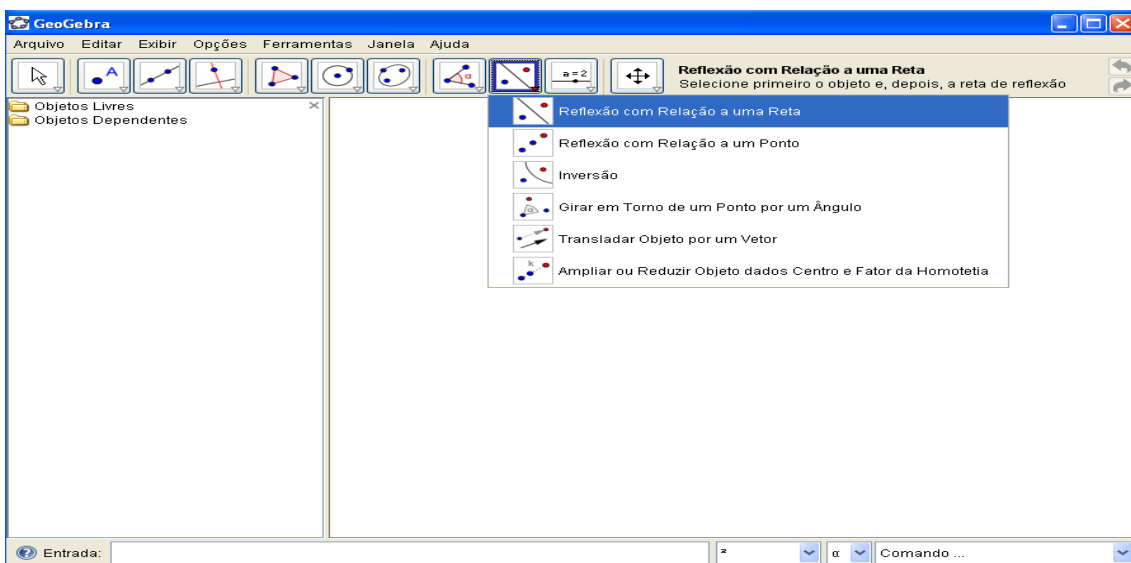 GeoGebra
Arquivo Editar Exibir Opções Ferramentas Janela Ajuda
A
α
a = 2
Reflexão com Relação a uma Reta
Selecione primeiro o objeto e, depois, a reta de reflexão
Objetos Livres
Objetos Dependentes
Reflexão com Relação a uma Reta
Reflexão com Relação a um Ponto
Inversão
Girar em Torno de um Ponto por um Ângulo
Transladar Objeto por um Vetor
k
Ampliar ou Reduzir Objeto dados Centro e Fator da Homotetia
Entrada: ² α Comando ...